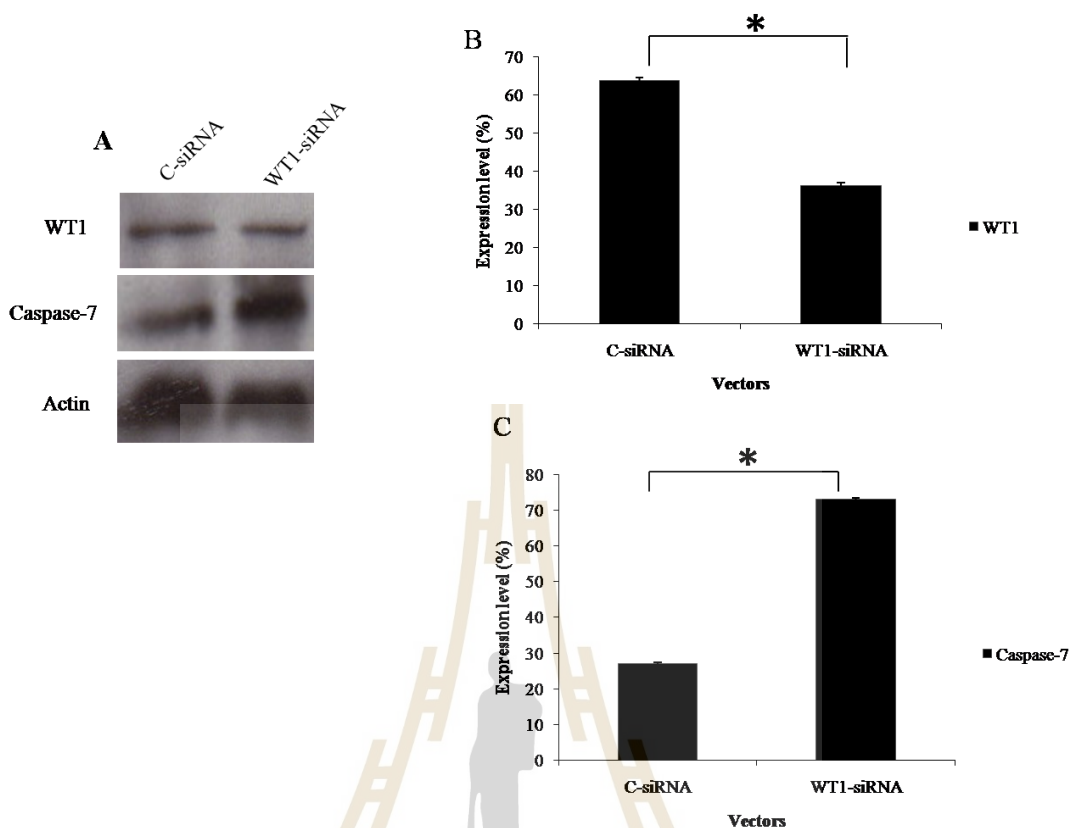 A
C-siRNA
WT1-siRNA
WT1
Caspase-7
Actin
B
*
Expression level (%)
70
60
50
40
30
20
10
0
C-siRNA
WT1-siRNA
Vectors
WT1
C
*
Expression level (%)
80
70
60
50
40
30
20
10
0
C-siRNA
WT1-siRNA
Vectors
Caspase-7